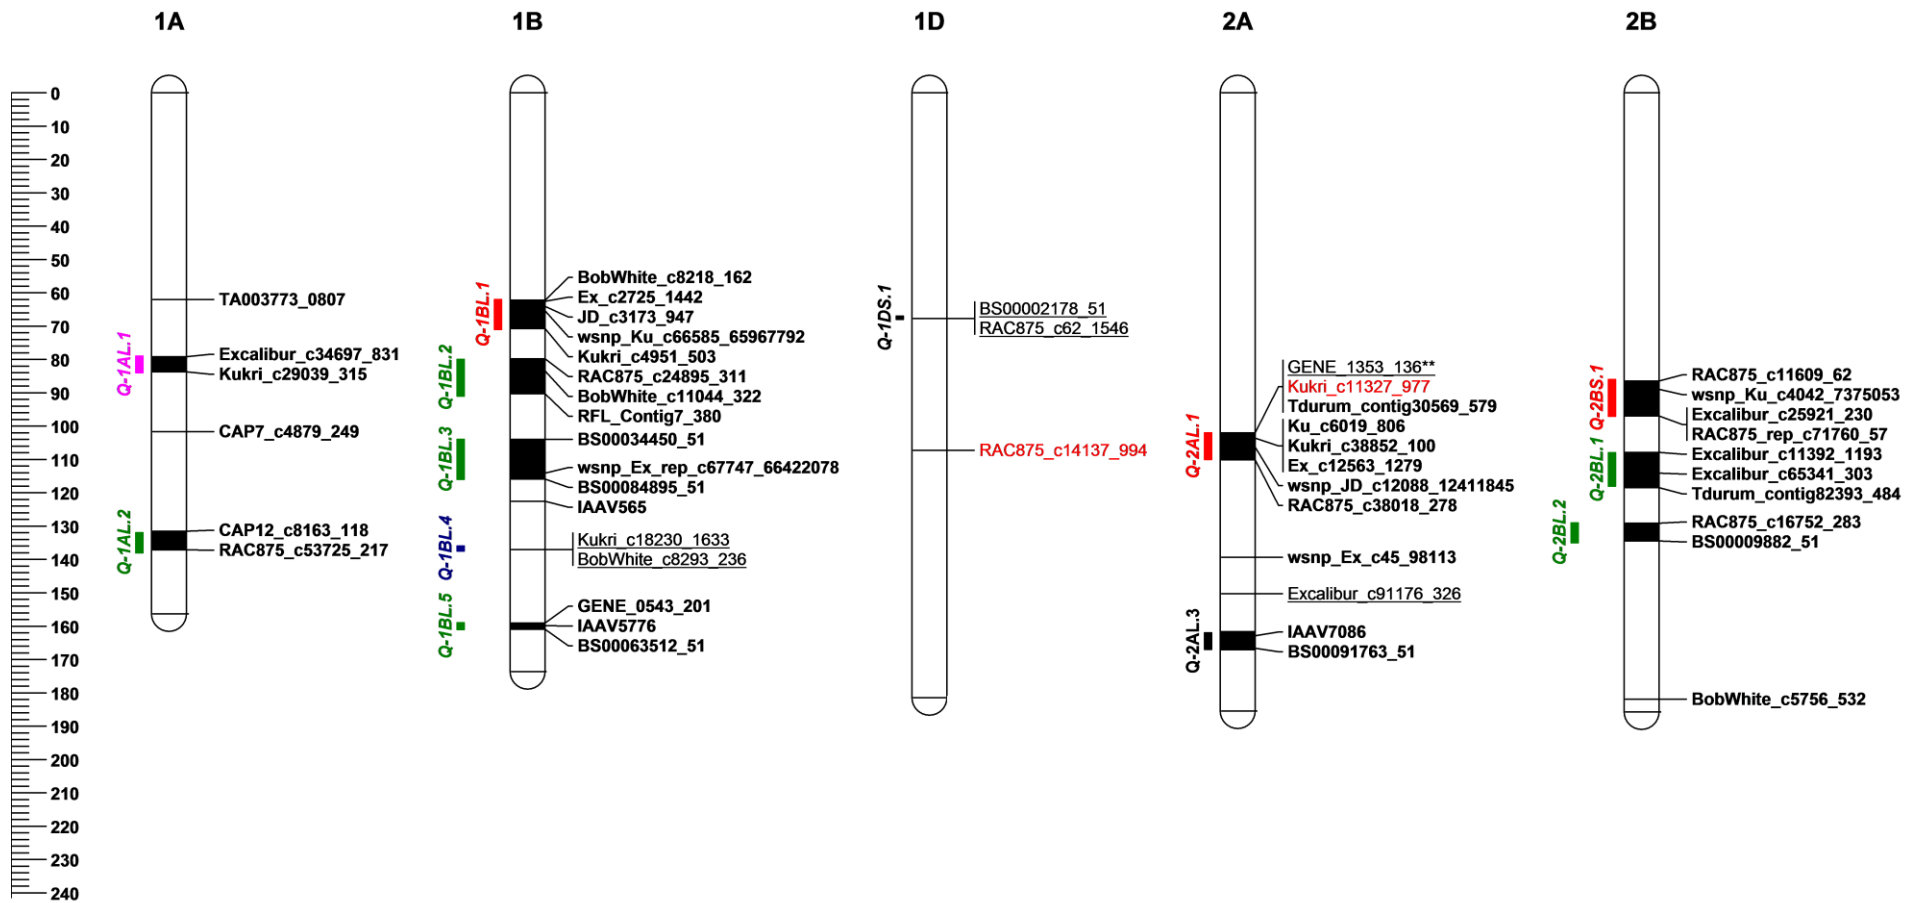 1A
1B
1D
2A
2B
0
10
20
30
40
50
60
70
80
90
100
110
120
130
140
150
160
170
180
190
200
210
220
230
240
Q-1AL.1
Q-1AL.2
TA003773_0807
Excalibur_c34697_831
Kukri_c29039_315
CAP7_c4879_249
CAP12_c8163_118
RAC875_c53725_217
Q-1BL.1
Q-1BL.2
Q-1BL.3
Q-1BL.4
Q-1BL.5
BobWhite_c8218_162
Ex_c2725_1442
JD_c3173_947
wsnp_Ku_c66585_65967792
Kukri_c4951_503
RAC875_c24895_311
BobWhite_c11044_322
RFL_Contig7_380
BS00034450_51
wsnp_Ex_rep_c67747_66422078
BS00084895_51
IAAV565
Kukri_c18230_1633
BobWhite_c8293_236
GENE_0543_201
IAAV5776
BS00063512_51
Q-1DS.1
BS00002178_51
RAC875_c62_1546
RAC875_c14137_994
Q-2AL.1
Q-2AL.3
GENE_1353_136**
Kukri_c11327_977
Tdurum_contig30569_579
Ku_c6019_806
Kukri_c38852_100
Ex_c12563_1279
wsnp_JD_c12088_12411845
RAC875_c38018_278
wsnp_Ex_c45_98113
Excalibur_c91176_326
IAAV7086
BS00091763_51
Q-2BS.1
Q-2BL.1
Q-2BL.2
RAC875_c11609_62
wsnp_Ku_c4042_7375053
Excalibur_c25921_230
RAC875_rep_c71760_57
Excalibur_c11392_1193
Excalibur_c65341_303
Tdurum_contig82393_484
RAC875_c16752_283
BS00009882_51
BobWhite_c5756_532